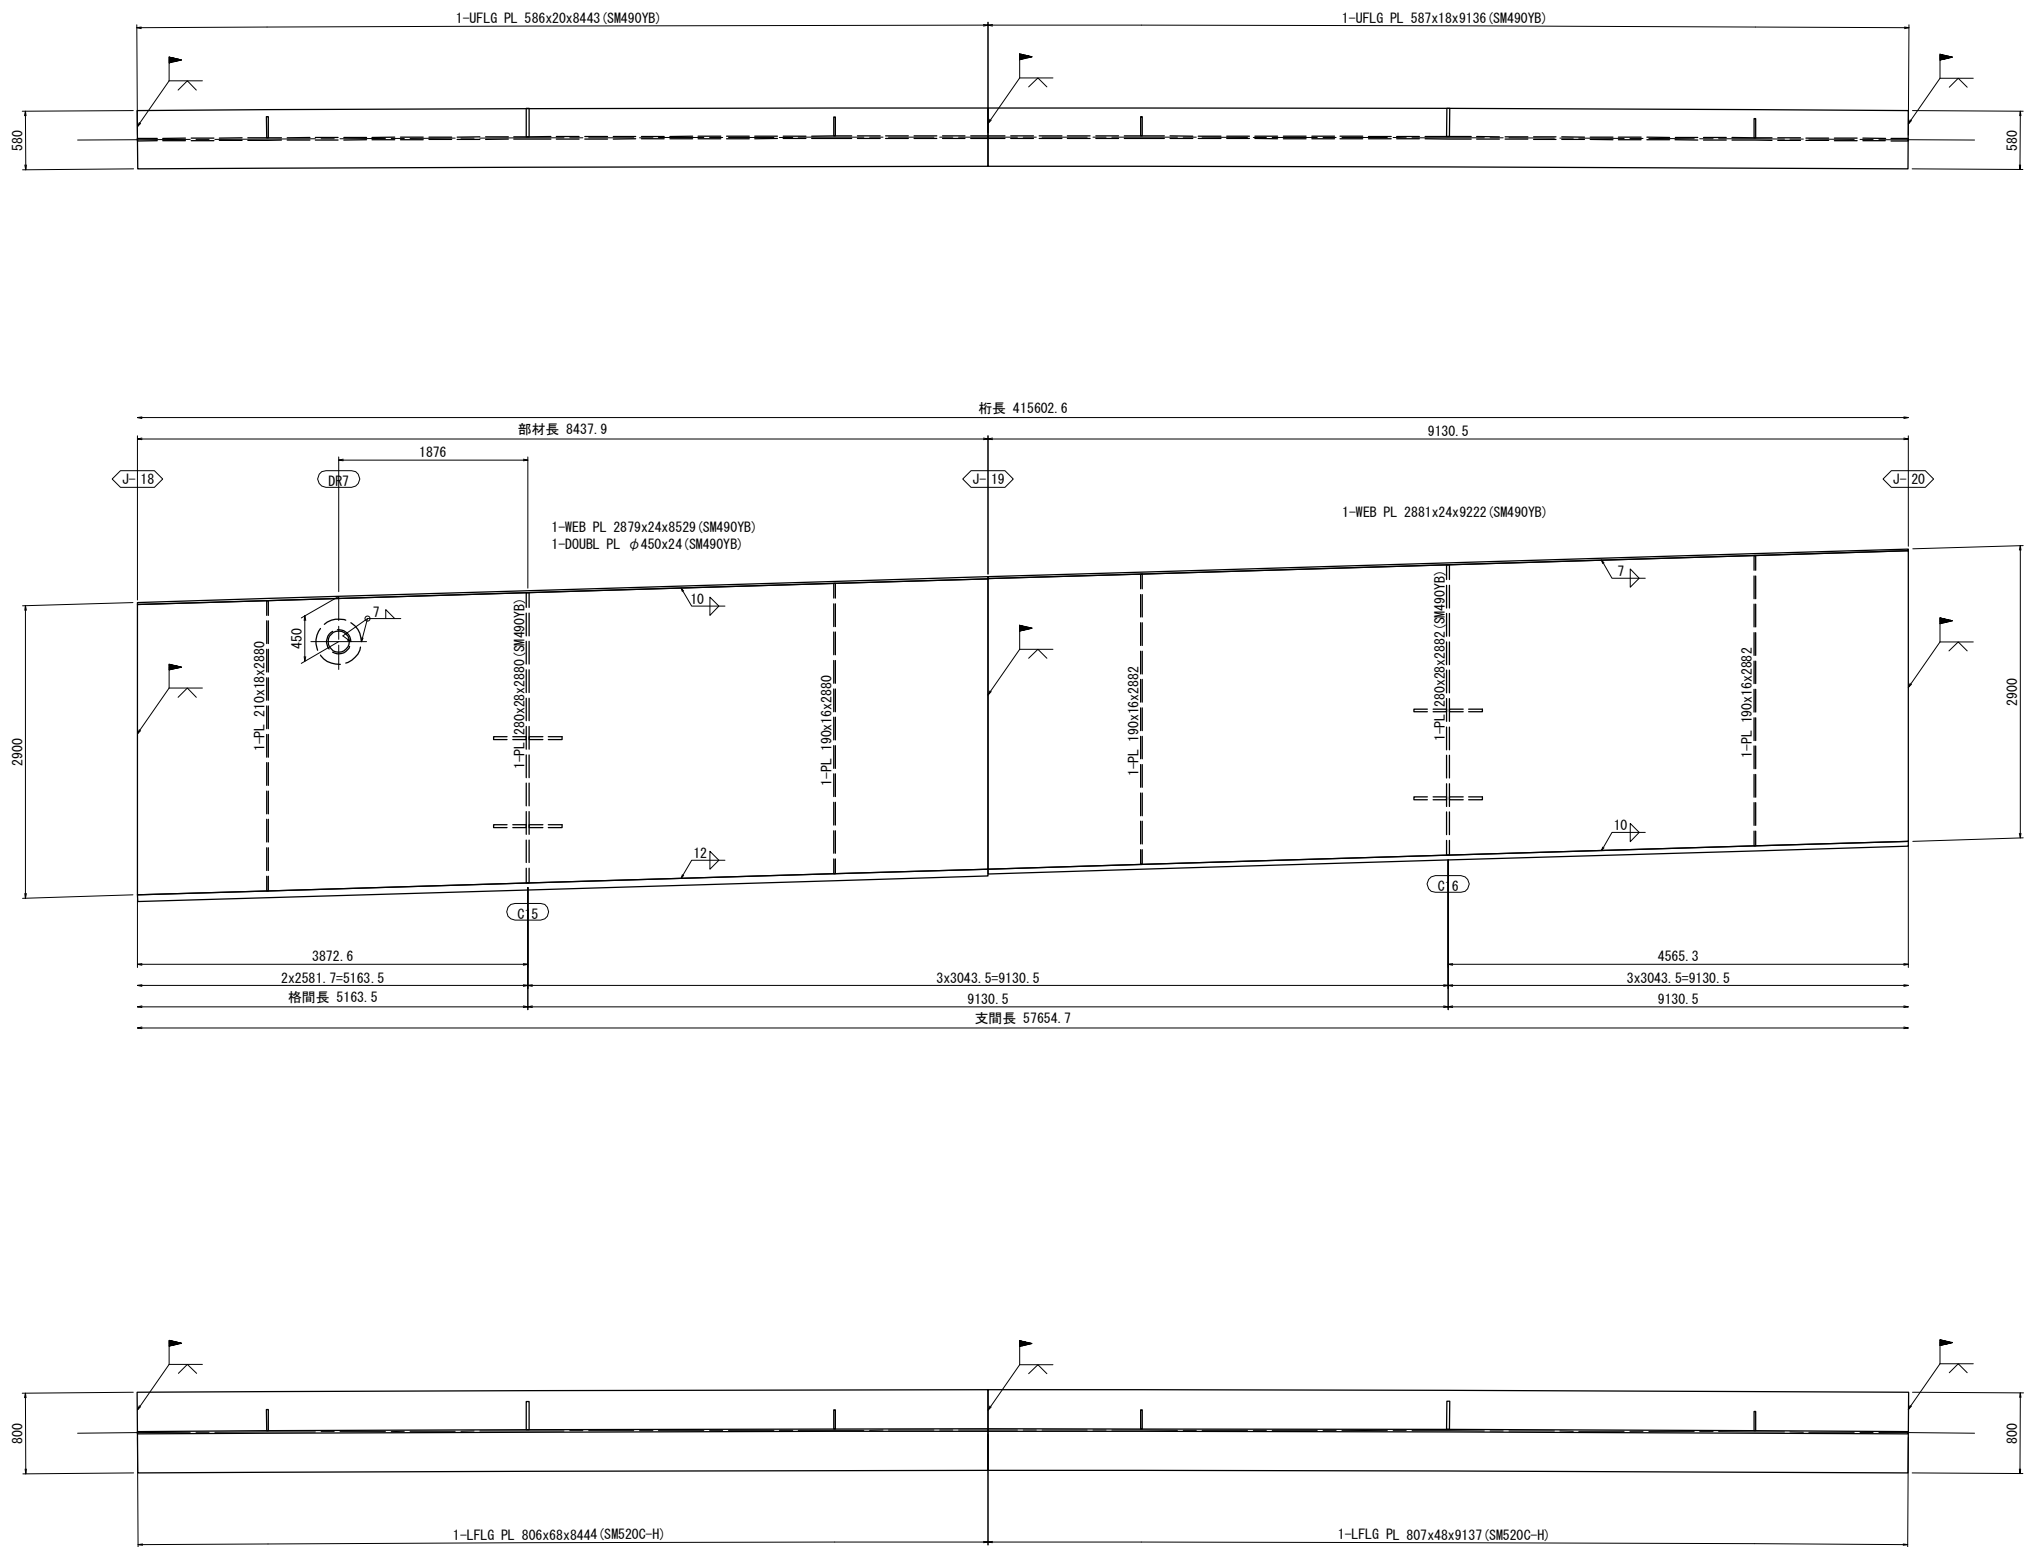 1-UFLG PL 586x20x8443(SM490YB)
1-UFLG PL 587x18x9136(SM490YB)
580
580
桁長 415602.6
部材長 8437.9
9130.5
1876
J-18
DR7
J-19
J-20
1-WEB PL 2879x24x8529(SM490YB)
1-DOUBL PL φ450x24(SM490YB)
1-WEB PL 2881x24x9222(SM490YB)
2900
450
7
10
7
1-PL 210x18x2880
1-PL 280x28x2880(SM490YB)
1-PL 190x16x2880
1-PL 190x16x2882
1-PL 280x28x2882(SM490YB)
1-PL 190x16x2882
2900
12
10
C15
C16
3872.6
4565.3
2x2581.7=5163.5
3x3043.5=9130.5
3x3043.5=9130.5
格間長 5163.5
9130.5
9130.5
支間長 57654.7
800
800
1-LFLG PL 806x68x8444(SM520C-H)
1-LFLG PL 807x48x9137(SM520C-H)